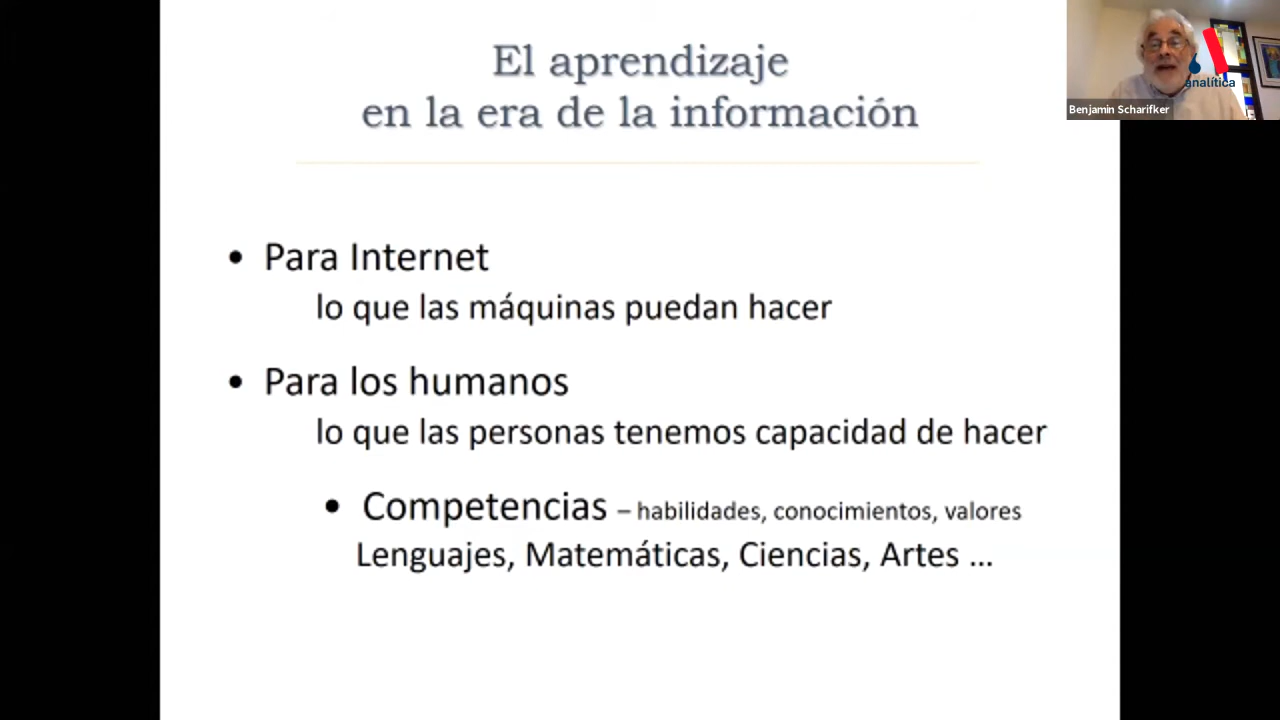 El aprendizaje
en la era de la información
analítica
Benjamin Scharifker
• Para Internet
lo que las máquinas puedan hacer
• Para los humanos
lo que las personas tenemos capacidad de hacer
• Competencias – habilidades, conocimientos, valores
Lenguajes, Matemáticas, Ciencias, Artes ...